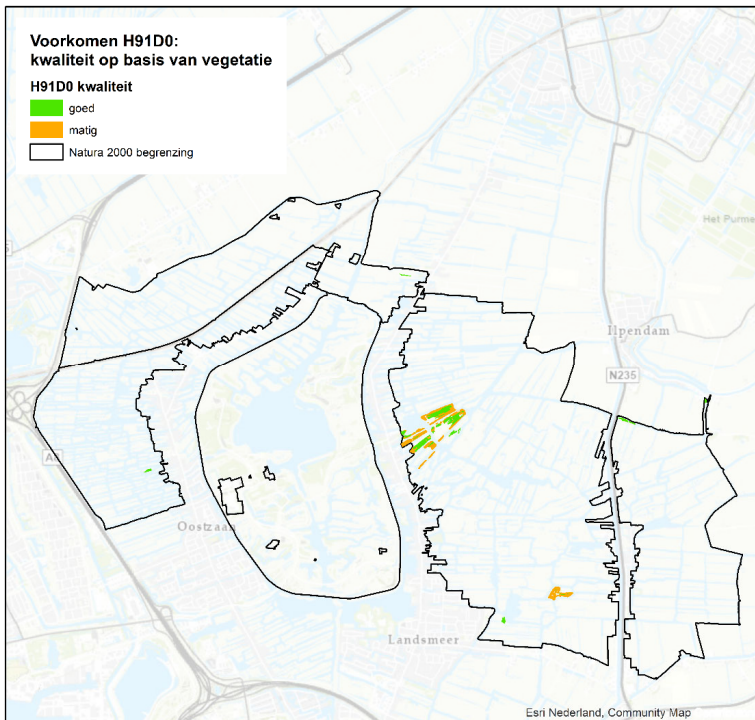 Voorkomen H91D0:
kwaliteit op basis van vegetatie
H91D0 kwaliteit
goed
matig
Natura 2000 begrenzing
Het Purme
Ilpendam
N235
Oostzaan
Landsmeer
Esri Nederland, Community Map